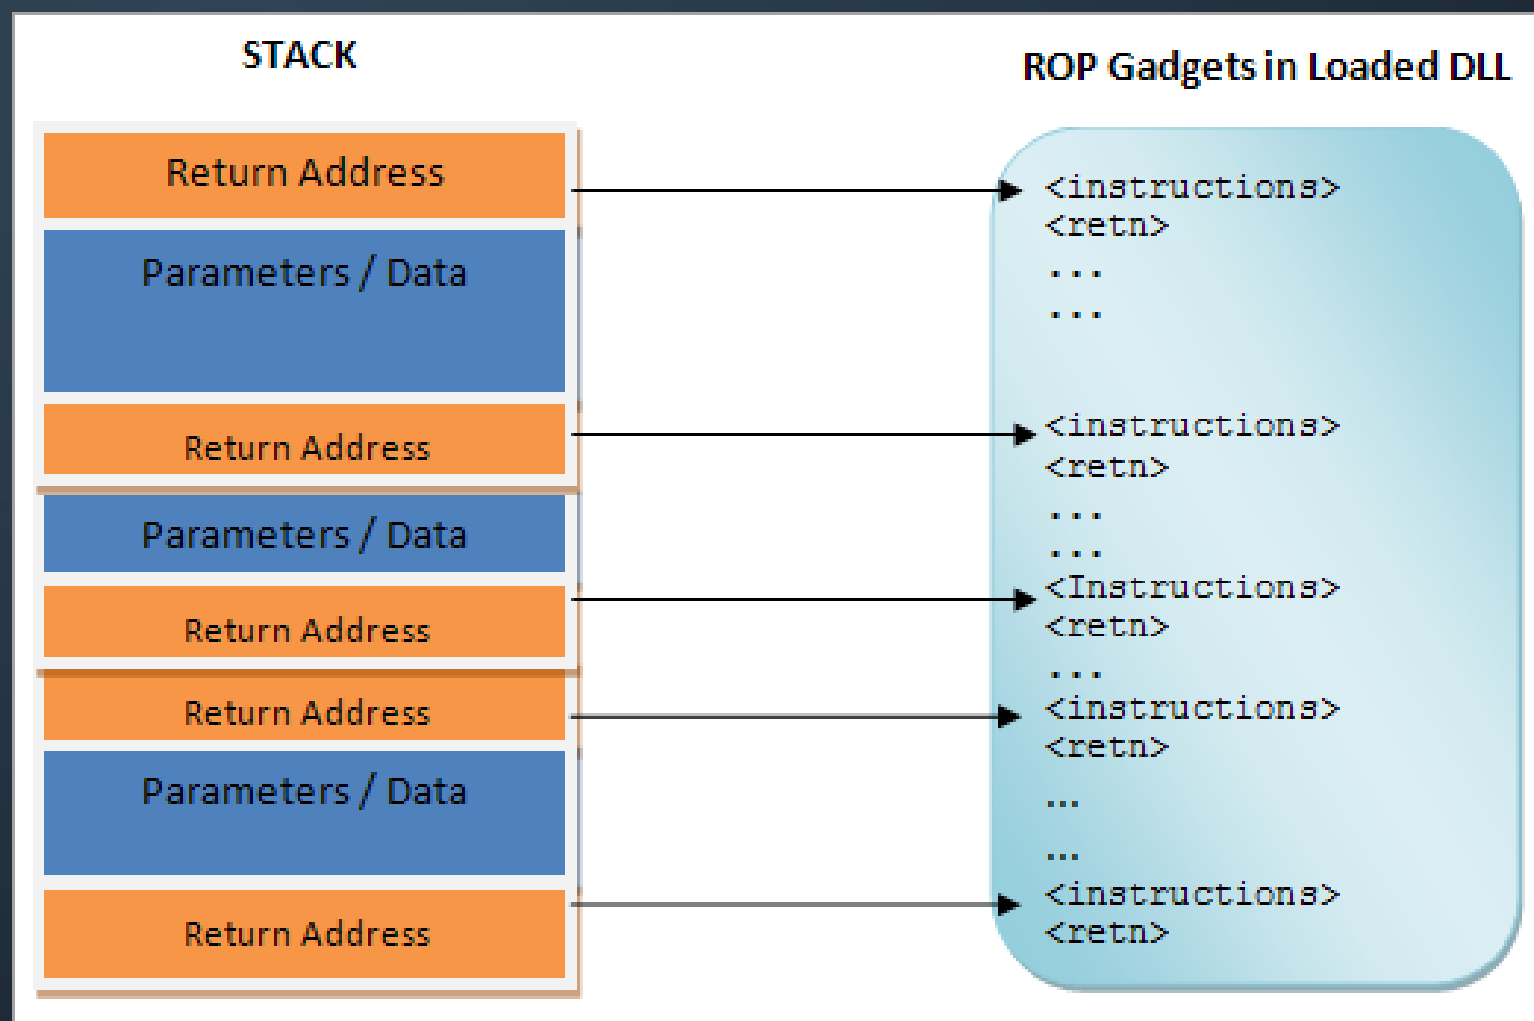 STACK
Return Address
Parameters / Data
Return Address
Parameters / Data
Return Address
Return Address
Parameters / Data
Return Address
ROP Gadgets in Loaded DLL
<instructions>
<retn>
...
...
<instructions>
<retn>
...
...
<Instructions>
<retn>
...
<instructions>
<retn>
...
...
<instructions>
<retn>